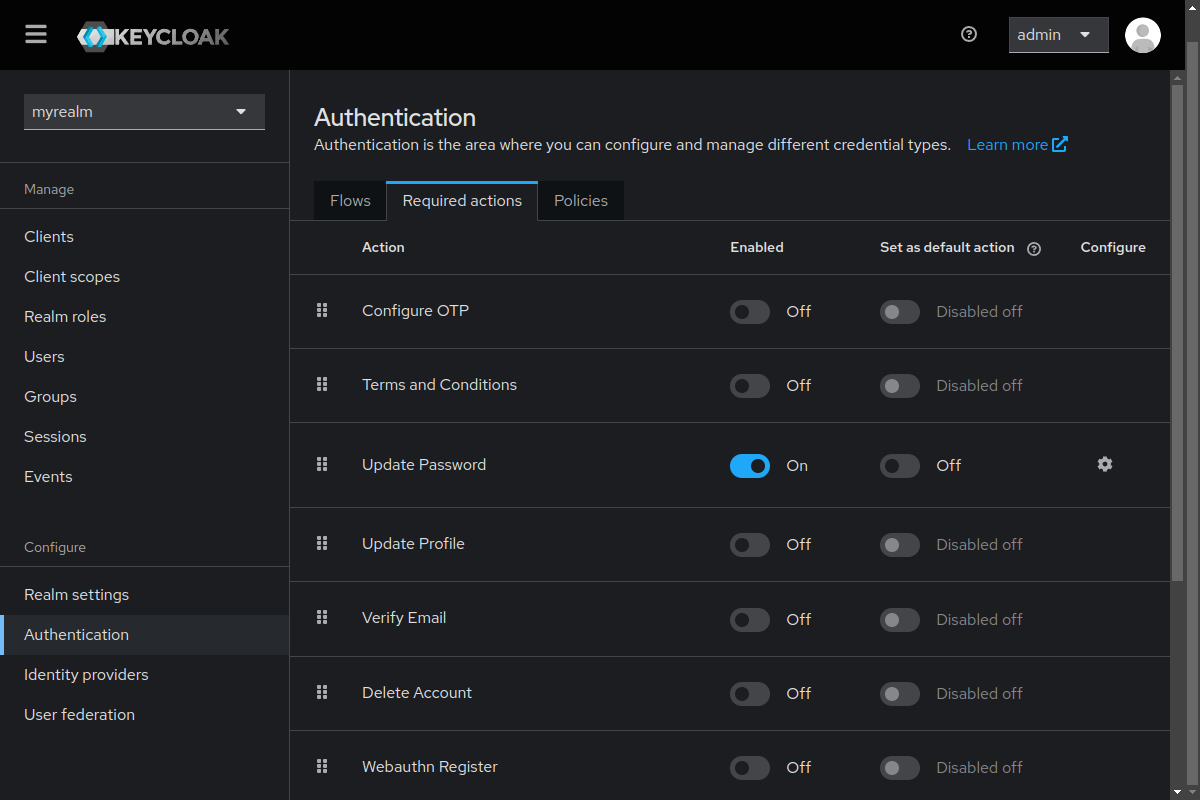 KEYCLOAK
admin
myrealm
Manage
Clients
Client scopes
Realm roles
Users
Groups
Sessions
Events
Configure
Realm settings
Authentication
Identity providers
User federation
Authentication
Authentication is the area where you can configure and manage different credential types. Learn more
Flows Required actions Policies
Action Enabled Set as default action Configure
Configure OTP Off Disabled off
Terms and Conditions Off Disabled off
Update Password On Off
Update Profile Off Disabled off
Verify Email Off Disabled off
Delete Account Off Disabled off
Webauthn Register Off Disabled off